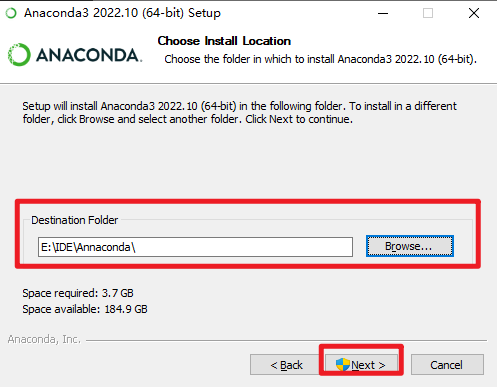 Anaconda3 2022.10 (64-bit) Setup
ANACONDA.
Choose Install Location
Choose the folder in which to install Anaconda3 2022.10 (64-bit).
Setup will install Anaconda3 2022.10 (64-bit) in the following folder. To install in a different
folder, click Browse and select another folder. Click Next to continue.
Destination Folder
E:\IDE\Annaconda\
Browse...
Space required: 3.7 GB
Space available: 184.9 GB
Anaconda, Inc.
< Back
Next >
Cancel